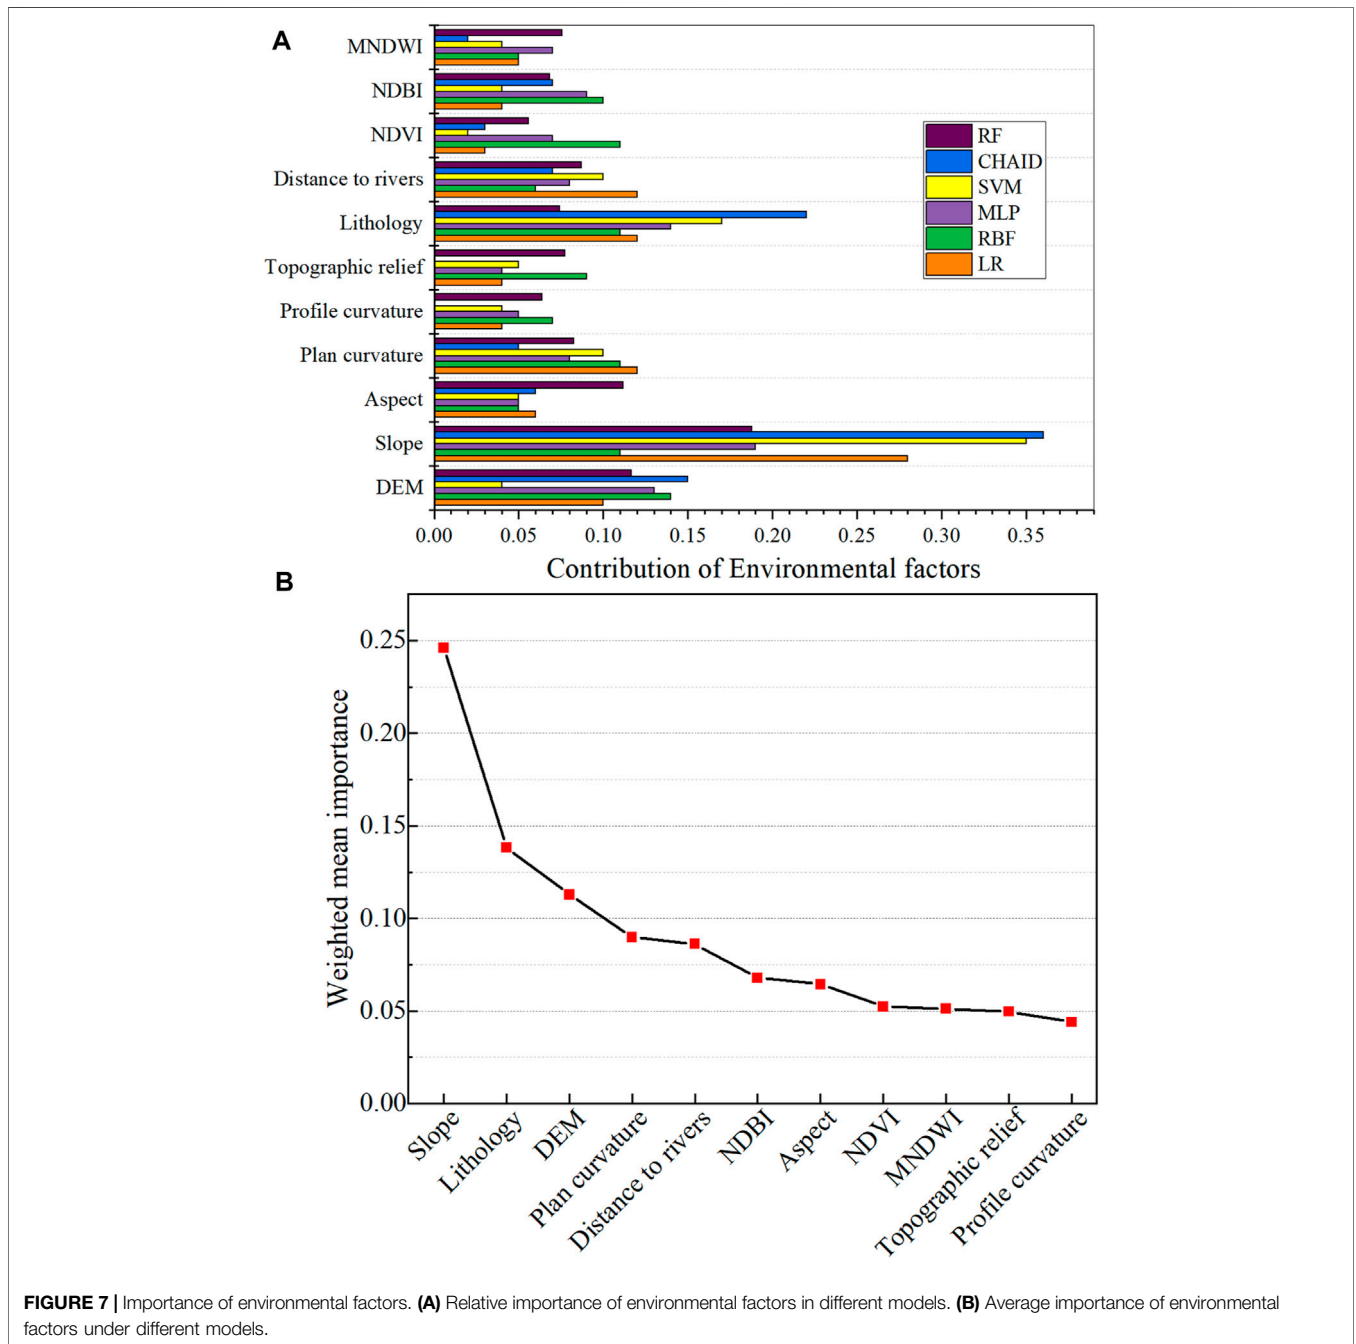 A
MNDWI
NDBI
NDVI
Distance to rivers
Lithology
Topographic relief
Profile curvature
Plan curvature
Aspect
Slope
DEM
RF
CHAID
SVM
MLP
RBF
LR
0.00 0.05 0.10 0.15 0.20 0.25 0.30 0.35
Contribution of Environmental factors
B
Weighted mean importance
0.25
0.20
0.15
0.10
0.05
0.00
Slope
Lithology
DEM
Plan curvature
Distance to rivers
NDBI
Aspect
NDVI
MNDWI
Topographic relief
Profile curvature
FIGURE 7 | Importance of environmental factors. (A) Relative importance of environmental factors in different models. (B) Average importance of environmental
factors under different models.